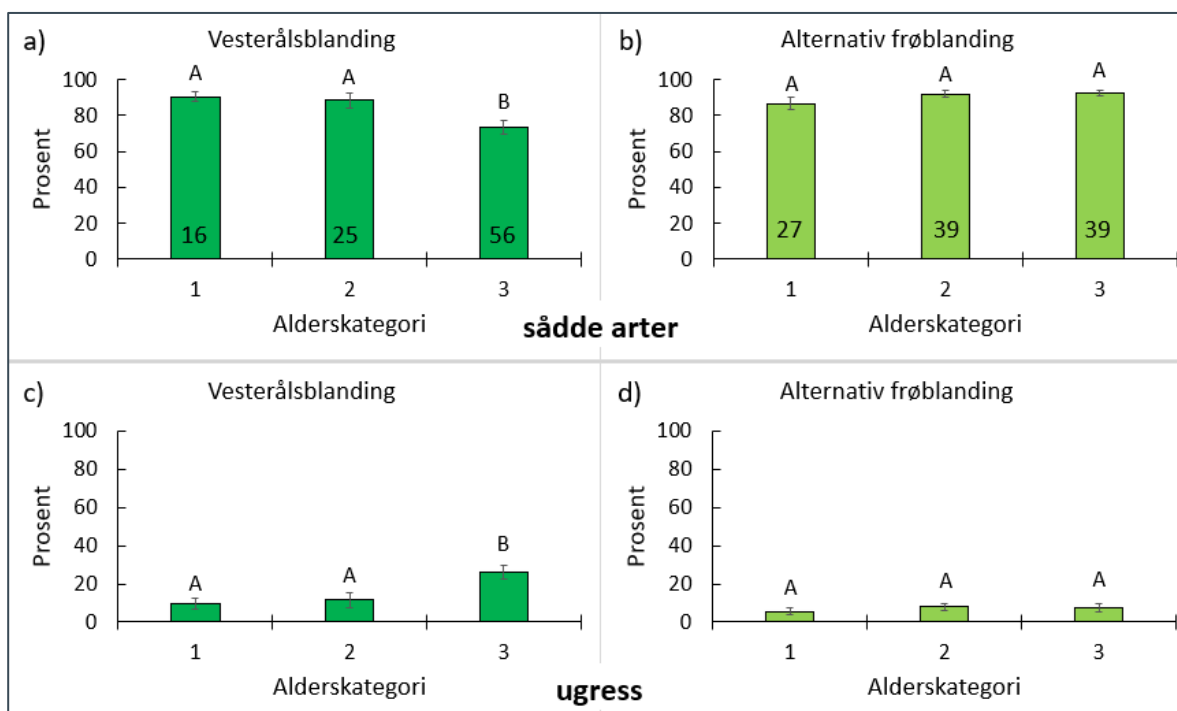 a)
Vesterålsblanding
A
A
B
100
80
60
40
20
0
Prosent
16
25
56
1
2
3
Alderskategori
b)
Alternativ frøblanding
A
A
A
100
80
60
40
20
0
Prosent
27
39
39
1
2
3
Alderskategori
sådde arter
c)
Vesterålsblanding
100
80
60
40
20
0
Prosent
A
A
B
1
2
3
Alderskategori
d)
Alternativ frøblanding
100
80
60
40
20
0
Prosent
A
A
A
1
2
3
Alderskategori
ugress